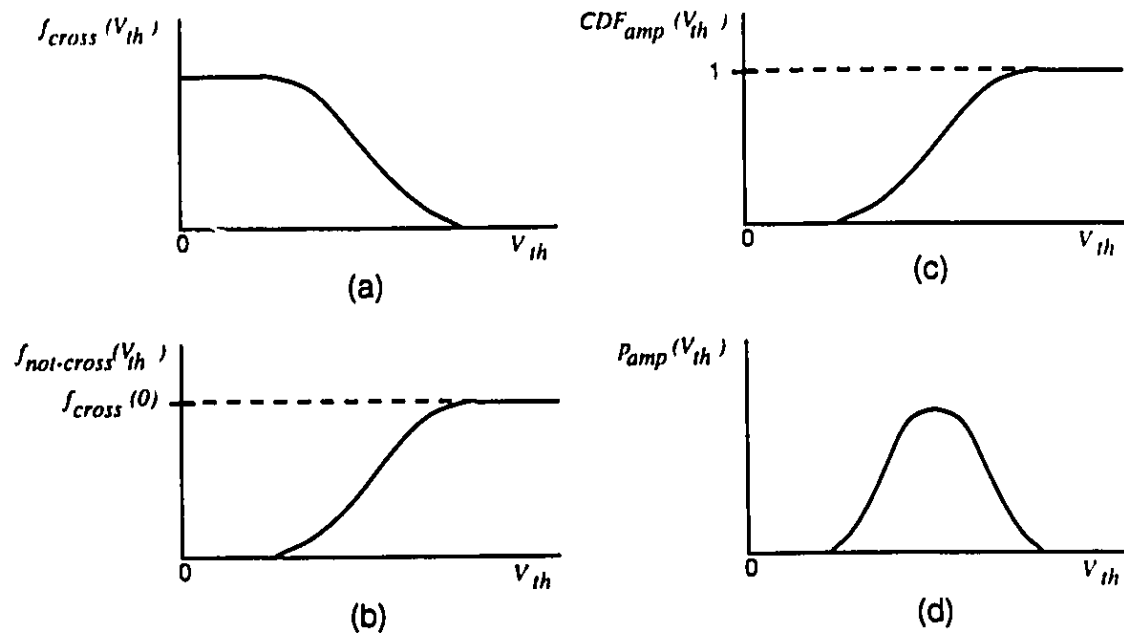 f_cross (V_th)
0
V_th
(a)
f_not-cross (V_th)
f_cross (0)
0
V_th
(b)
CDF_amp (V_th)
1
0
V_th
(c)
P_amp (V_th)
0
V_th
(d)